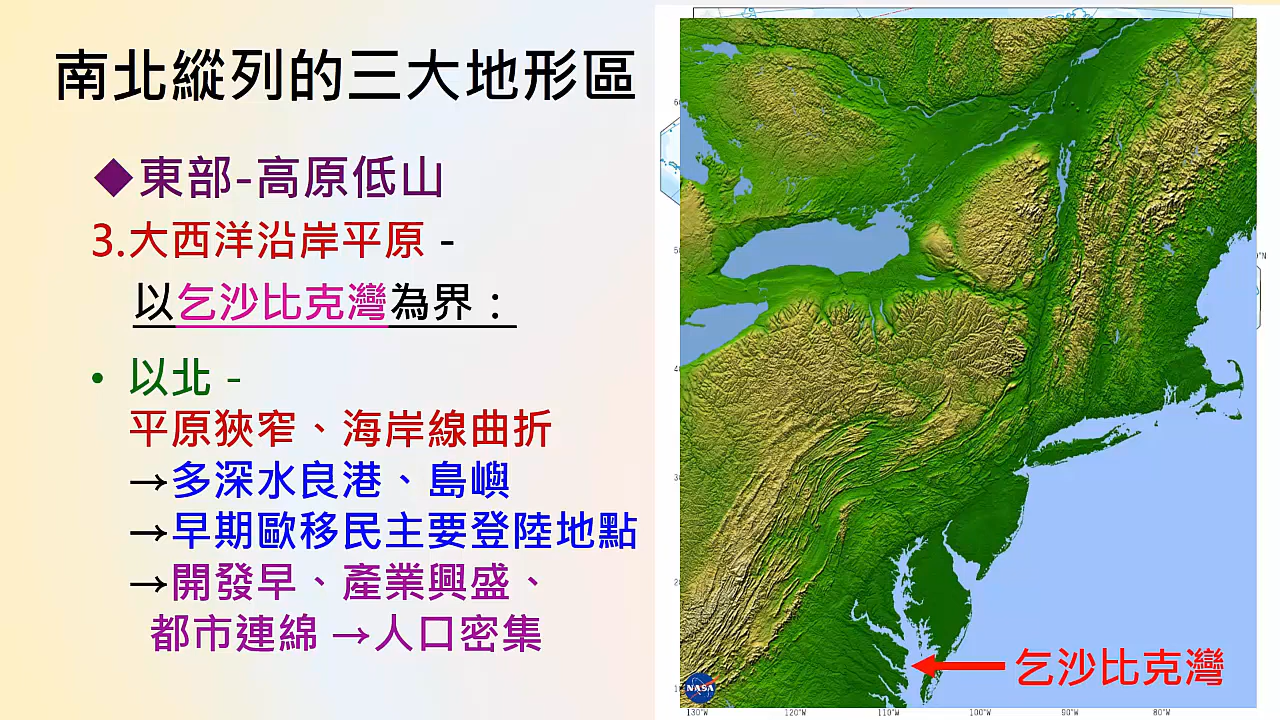 南北縱列的三大地形區
◆東部-高原低山
3.大西洋沿岸平原 -
以乞沙比克灣為界：
• 以北 -
平原狹窄、海岸線曲折
→多深水良港、島嶼
→早期歐移民主要登陸地點
→開發早、產業興盛、
都市連綿 →人口密集
乞沙比克灣
NASA
130°W 120°W 110°W 100°W 90°W 80°W